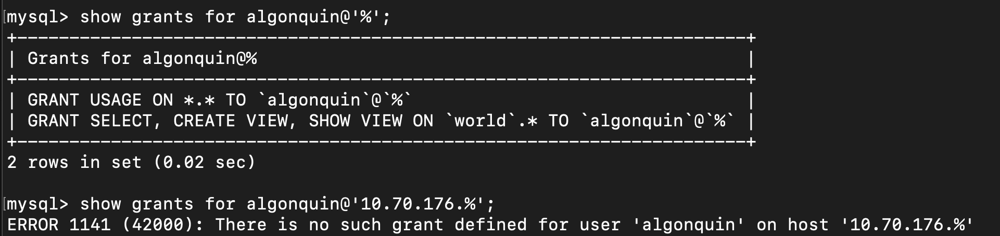 mysql> show grants for algonquin@'%';
+----------------------------------------------------------------------+
| Grants for algonquin@%                                               |
+----------------------------------------------------------------------+
| GRANT USAGE ON *.* TO `algonquin`@`%`                                |
| GRANT SELECT, CREATE VIEW, SHOW VIEW ON `world`.* TO `algonquin`@`%` |
+----------------------------------------------------------------------+
2 rows in set (0.02 sec)
mysql> show grants for algonquin@'10.70.176.%';
ERROR 1141 (42000): There is no such grant defined for user 'algonquin' on host '10.70.176.%'